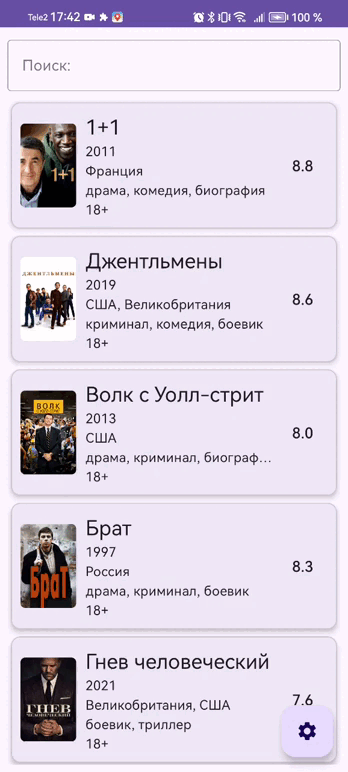 Tele2 17:42
100 %
Поиск:
1+1
2011
Франция
драма, комедия, биография
18+
8.8
1+1
Джентльмены
2019
США, Великобритания
криминал, комедия, боевик
18+
8.6
ДЖЕНТЛЬМЕНЫ
Волк с Уолл-стрит
2013
США
драма, криминал, биограф...
18+
8.0
ВОЛК
Брат
1997
Россия
драма, криминал, боевик
18+
8.3
БРАТ
Гнев человеческий
2021
Великобритания, США
боевик, триллер
18+
7.6
ГНЕВ
ЧЕЛОВЕЧЕСКИЙ